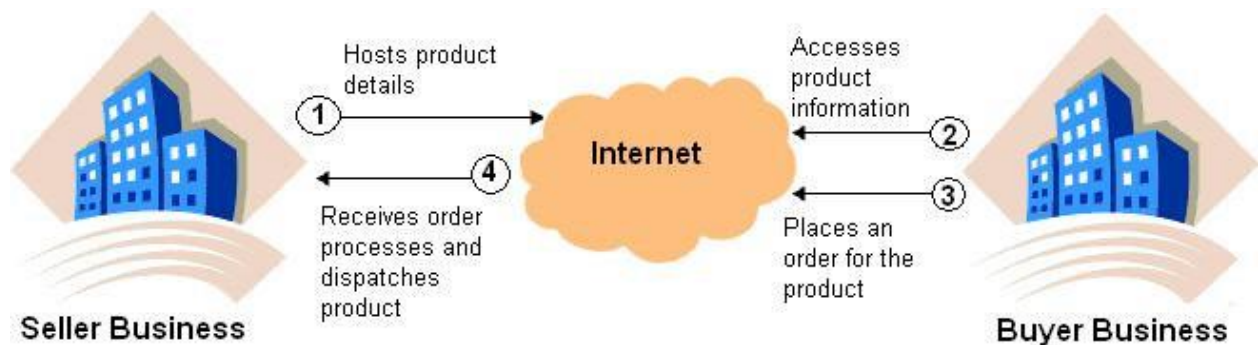 Hosts product
details
1
Accesses
product
information
2
Internet
4
3
Receives order
processes and
dispatches
product
Places an
order for the
product
Seller Business
Buyer Business